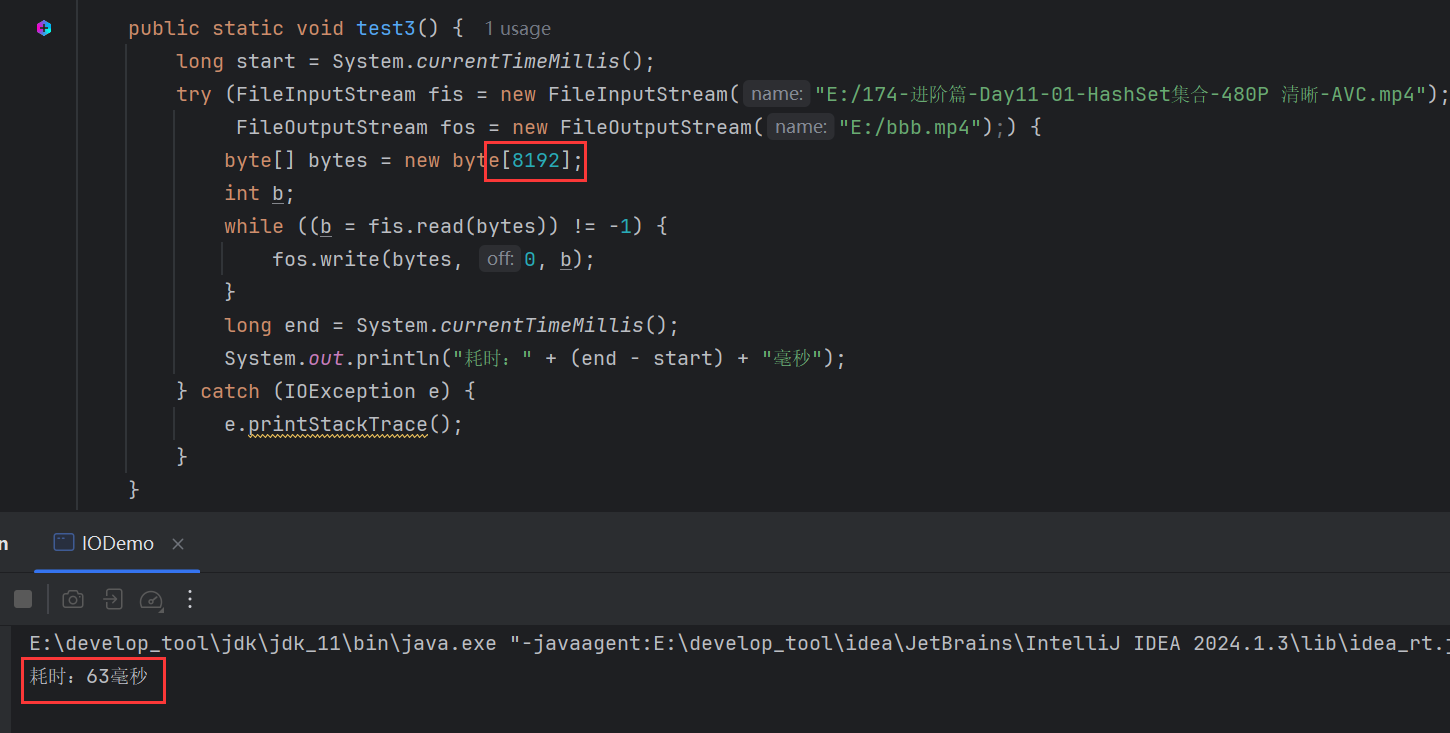 public static void test3() { 1 usage
long start = System.currentTimeMillis();
try (FileInputStream fis = new FileInputStream( name: "E:/174-进阶篇-Day11-01-HashSet集合-480P 清晰-AVC.mp4");
FileOutputStream fos = new FileOutputStream( name: "E:/bbb.mp4");) {
byte[] bytes = new byte[8192];
int b;
while ((b = fis.read(bytes)) != -1) {
fos.write(bytes, off: 0, b);
}
long end = System.currentTimeMillis();
System.out.println("耗时：" + (end - start) + "毫秒");
} catch (IOException e) {
e.printStackTrace();
}
}
n IODemo
E:\develop_tool\jdk\jdk_11\bin\java.exe "-javaagent:E:\develop_tool\idea\JetBrains\IntelliJ IDEA 2024.1.3\lib\idea_rt.j
耗时：63毫秒